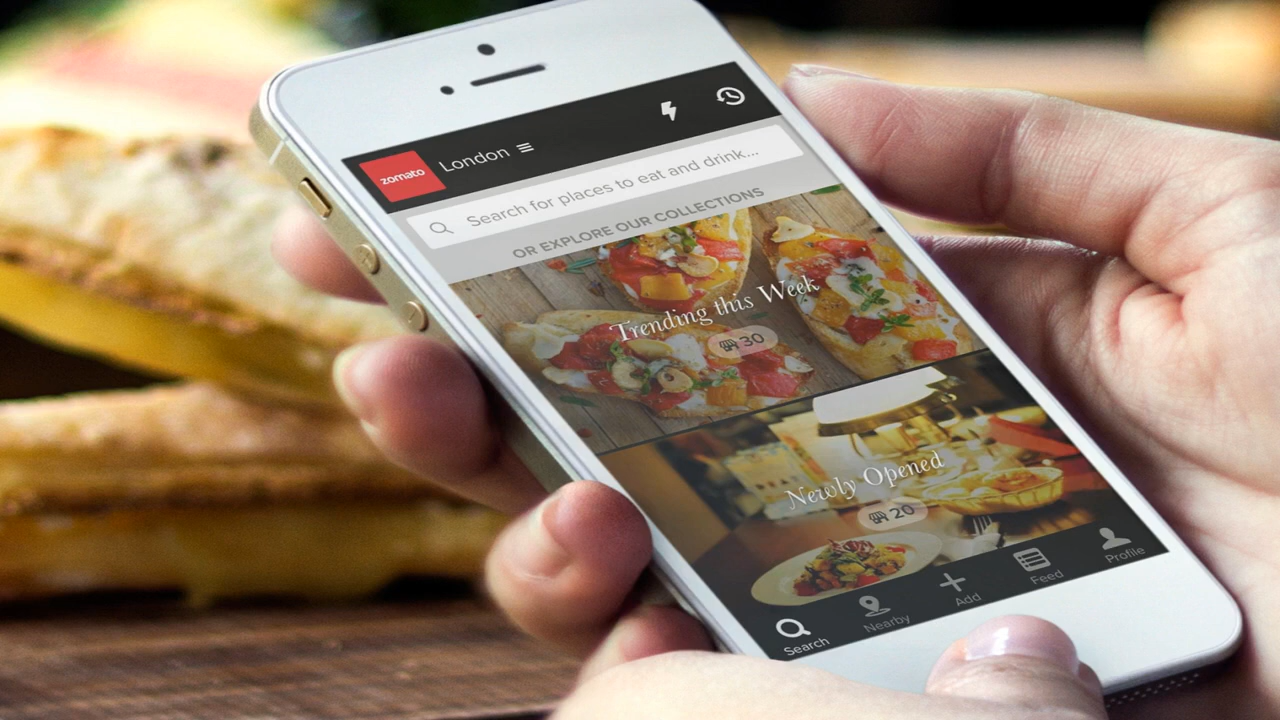 zomato
London
Search for places to eat and drink...
OR EXPLORE OUR COLLECTIONS
Trending this Week
30
Newly Opened
20
Search
Nearby
Add
Feed
Profile